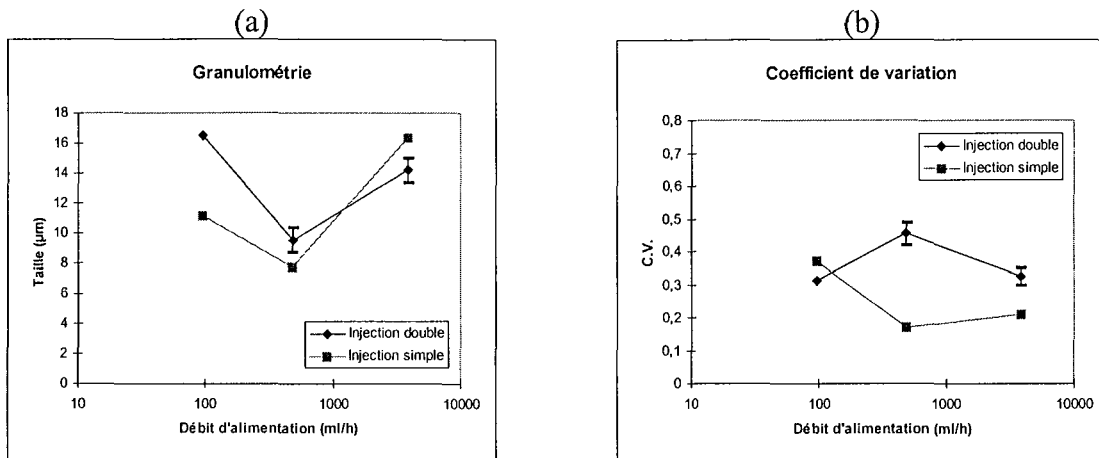 (a)
Granulométrie
18
16
14
12
10
8
6
4
2
0
Taille (µm)
Injection double
Injection simple
10
100
1000
10000
Débit d'alimentation (ml/h)
(b)
Coefficient de variation
0,8
0,7
0,6
0,5
0,4
0,3
0,2
0,1
0
C.V.
Injection double
Injection simple
10
100
1000
10000
Débit d'alimentation (ml/h)